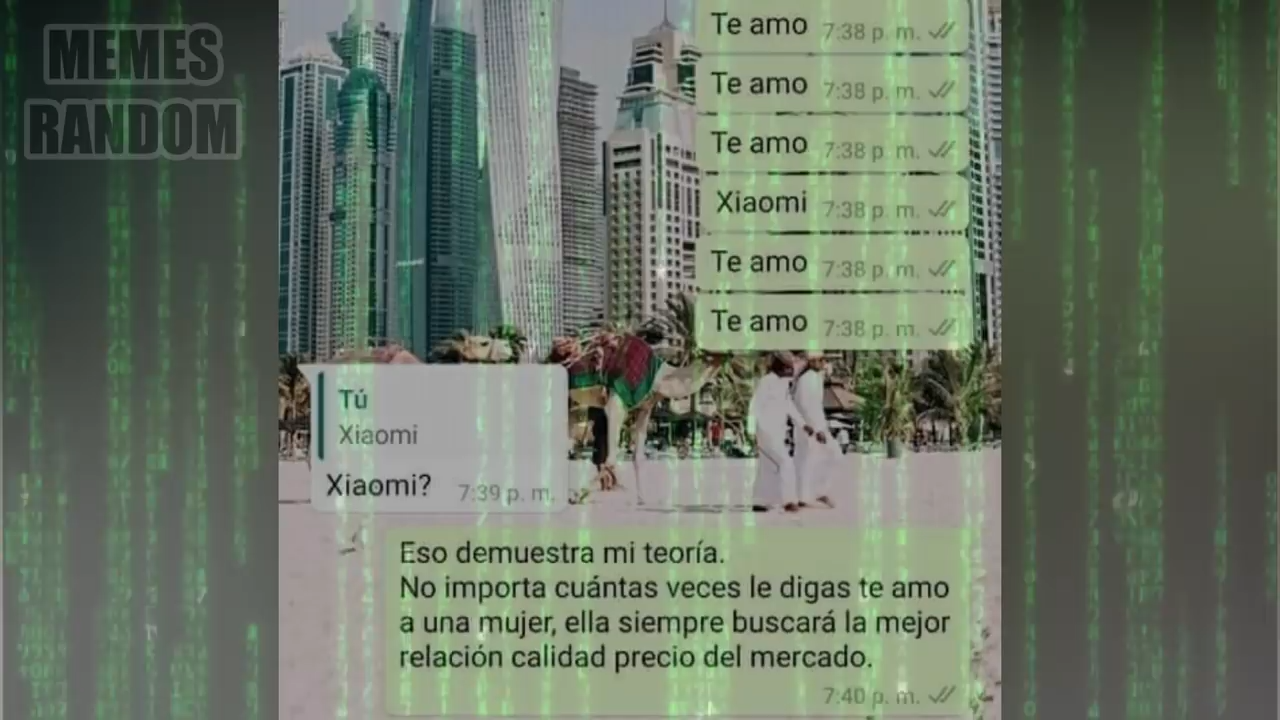 MEMES
RANDOM
Te amo 7:38 p. m.
Te amo 7:38 p. m.
Te amo 7:38 p. m.
Xiaomi 7:38 p. m.
Te amo 7:38 p. m.
Te amo 7:38 p. m.
Tú
Xiaomi
Xiaomi? 7:39 p. m.
Eso demuestra mi teoría.
No importa cuántas veces le digas te amo
a una mujer, ella siempre buscará la mejor
relación calidad precio del mercado.
7:40 p. m.